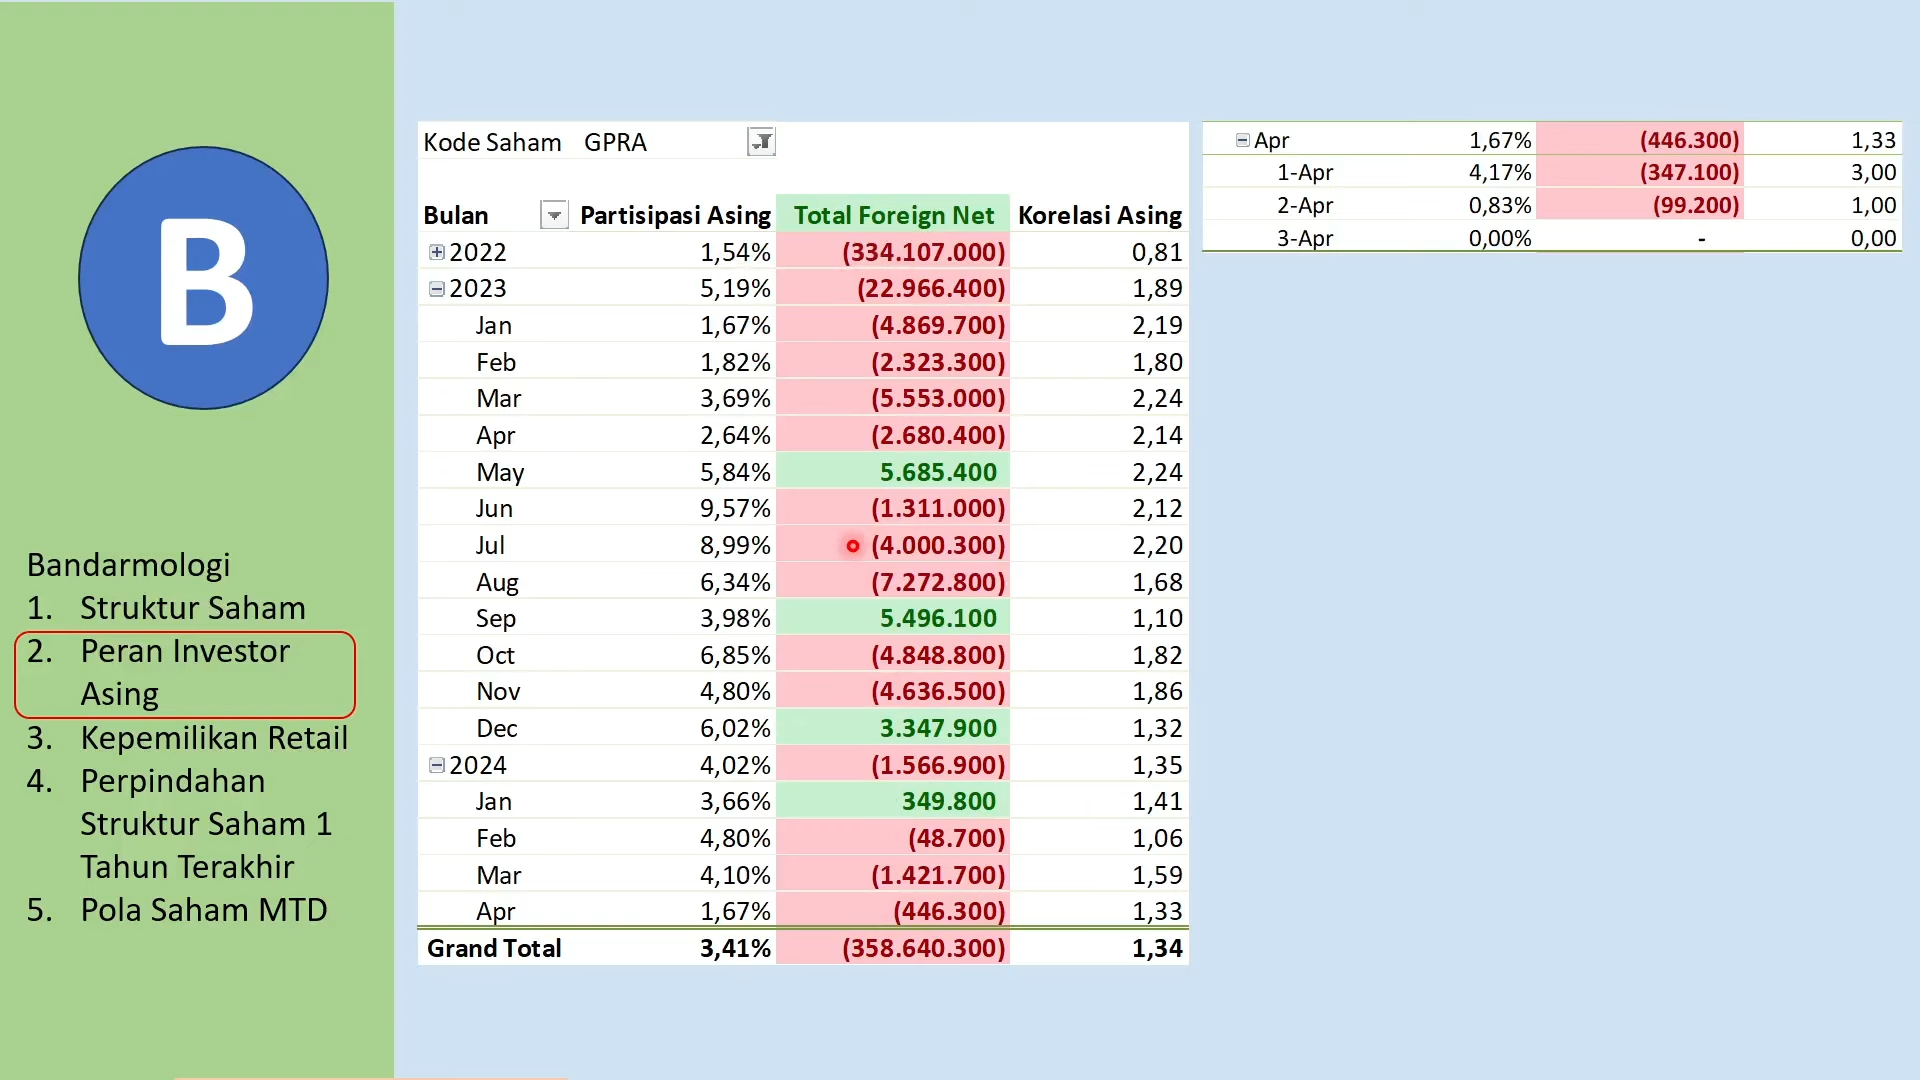 B
Bandarmologi
1. Struktur Saham
2. Peran Investor
Asing
3. Kepemilikan Retail
4. Perpindahan
Struktur Saham 1
Tahun Terakhir
5. Pola Saham MTD
Kode Saham GPRA
Bulan Partisipasi Asing Total Foreign Net Korelasi Asing
2022 1,54% (334.107.000) 0,81
2023 5,19% (22.966.400) 1,89
Jan 1,67% (4.869.700) 2,19
Feb 1,82% (2.323.300) 1,80
Mar 3,69% (5.553.000) 2,24
Apr 2,64% (2.680.400) 2,14
May 5,84% 5.685.400 2,24
Jun 9,57% (1.311.000) 2,12
Jul 8,99% (4.000.300) 2,20
Aug 6,34% (7.272.800) 1,68
Sep 3,98% 5.496.100 1,10
Oct 6,85% (4.848.800) 1,82
Nov 4,80% (4.636.500) 1,86
Dec 6,02% 3.347.900 1,32
2024 4,02% (1.566.900) 1,35
Jan 3,66% 349.800 1,41
Feb 4,80% (48.700) 1,06
Mar 4,10% (1.421.700) 1,59
Apr 1,67% (446.300) 1,33
Grand Total 3,41% (358.640.300) 1,34
Apr 1,67% (446.300) 1,33
1-Apr 4,17% (347.100) 3,00
2-Apr 0,83% (99.200) 1,00
3-Apr 0,00% - 0,00